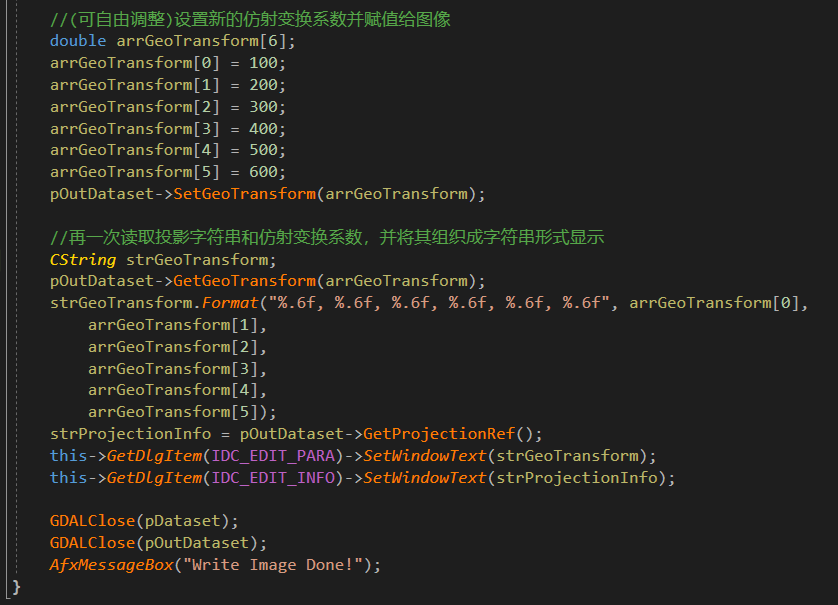 //(可自由调整)设置新的仿射变换系数并赋值给图像
double arrGeoTransform[6];
arrGeoTransform[0] = 100;
arrGeoTransform[1] = 200;
arrGeoTransform[2] = 300;
arrGeoTransform[3] = 400;
arrGeoTransform[4] = 500;
arrGeoTransform[5] = 600;
pOutDataset->SetGeoTransform(arrGeoTransform);

//再一次读取投影字符串和仿射变换系数，并将其组织成字符串形式显示
CString strGeoTransform;
pOutDataset->GetGeoTransform(arrGeoTransform);
strGeoTransform.Format("%.6f, %.6f, %.6f, %.6f, %.6f, %.6f", arrGeoTransform[0],
    arrGeoTransform[1],
    arrGeoTransform[2],
    arrGeoTransform[3],
    arrGeoTransform[4],
    arrGeoTransform[5]);
strProjectionInfo = pOutDataset->GetProjectionRef();
this->GetDlgItem(IDC_EDIT_PARA)->SetWindowText(strGeoTransform);
this->GetDlgItem(IDC_EDIT_INFO)->SetWindowText(strProjectionInfo);

GDALClose(pDataset);
GDALClose(pOutDataset);
AfxMessageBox("Write Image Done!");
}